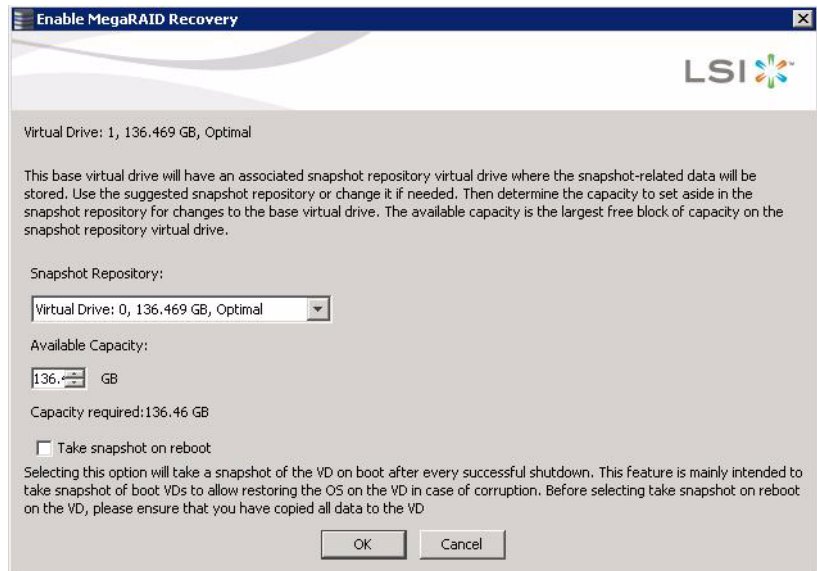 Enable MegaRAID Recovery
LSI
Virtual Drive: 1, 136.469 GB, Optimal
This base virtual drive will have an associated snapshot repository virtual drive where the snapshot-related data will be
stored. Use the suggested snapshot repository or change it if needed. Then determine the capacity to set aside in the
snapshot repository for changes to the base virtual drive. The available capacity is the largest free block of capacity on the
snapshot repository virtual drive.
Snapshot Repository:
Virtual Drive: 0, 136.469 GB, Optimal
Available Capacity:
136. GB
Capacity required:136.46 GB
Take snapshot on reboot
Selecting this option will take a snapshot of the VD on boot after every successful shutdown. This feature is mainly intended to
take snapshot of boot VDs to allow restoring the OS on the VD in case of corruption. Before selecting take snapshot on reboot
on the VD, please ensure that you have copied all data to the VD
OK Cancel